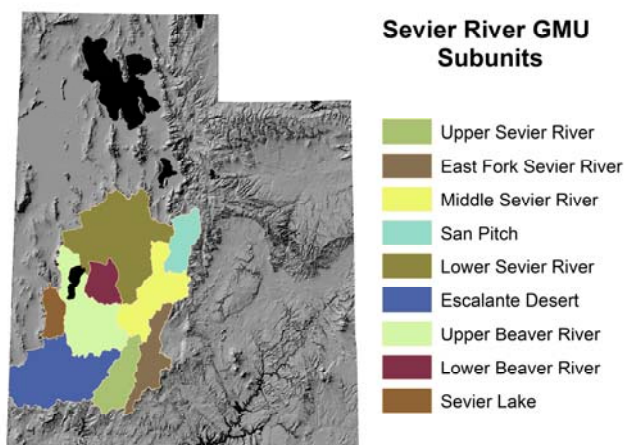 Sevier River GMU
Subunits
Upper Sevier River
East Fork Sevier River
Middle Sevier River
San Pitch
Lower Sevier River
Escalante Desert
Upper Beaver River
Lower Beaver River
Sevier Lake